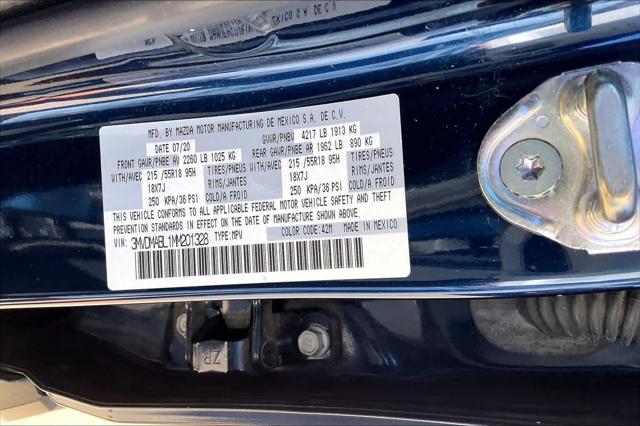 MFD. BY MAZDA MOTOR MANUFACTURING DE MEXICO S.A. DE C.V.
DATE 07/20 GVWR/PNBV 4217 LB 1913 KG
FRONT GAWR/PNBE AV 2260 LB 1025 KG REAR GAWR/PNBE AR 1962 LB 890 KG
WITH/AVEC 215 /55R18 95H TIRES/PNEUS WITH/AVEC 215 /55R18 95H TIRES/PNEUS
18X7J RIMS/JANTES 18X7J RIMS/JANTES
250 KPA/36 PSI COLD/A FROID 250 KPA/36 PSI COLD/A FROID
THIS VEHICLE CONFORMS TO ALL APPLICABLE FEDERAL MOTOR VEHICLE SAFETY AND THEFT
PREVENTION STANDARDS IN EFFECT ON THE DATE OF MANUFACTURE SHOWN ABOVE.
VIN: 3MVDMABL1MM201328 TYPE: MPV COLOR CODE: 42M MADE IN MEXICO
ZR